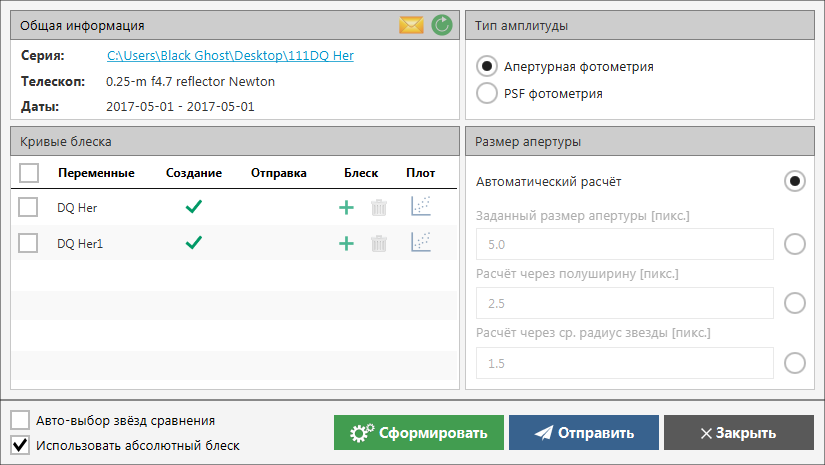 Общая информация
Серия: C:\Users\Black Ghost\Desktop\111DQ Her
Телескоп: 0.25-m f4.7 reflector Newton
Даты: 2017-05-01 - 2017-05-01
Тип амплитуды
Апертурная фотометрия
PSF фотометрия
Кривые блеска
Переменные Создание Отправка Блеск Плот
DQ Her
DQ Her1
Размер апертуры
Автоматический расчёт
Заданный размер апертуры [пикс.]
5.0
Расчёт через полуширину [пикс.]
2.5
Расчёт через ср. радиус звезды [пикс.]
1.5
Авто-выбор звёзд сравнения
Использовать абсолютный блеск
Сформировать
Отправить
Закрыть